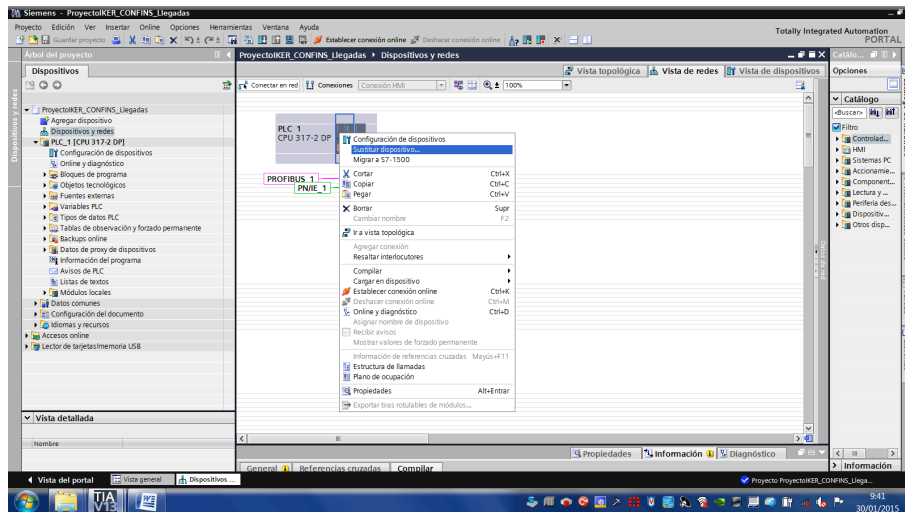 Siemens - ProyectoIKER_CONFINS_Llegadas
Proyecto Edición Ver Insertar Online Opciones Herramientas Ventana Ayuda
Guardar proyecto Establecer conexión online Deshacer conexión online
Totally Integrated Automation
PORTAL
Árbol del proyecto
ProyectoIKER_CONFINS_Llegadas Dispositivos y redes
Catálo...
Dispositivos
Vista topológica Vista de redes Vista de dispositivos
Opciones
Conectar en red Conexiones Conexión HMI 100%
Dispositivos y redes
ProyectoIKER_CONFINS_Llegadas
Agregar dispositivo
Dispositivos y redes
PLC_1 [CPU 317-2 DP]
Configuración de dispositivos
Online y diagnóstico
Bloques de programa
Objetos tecnológicos
Fuentes externas
Variables PLC
Tipos de datos PLC
Tablas de observación y forzado permanente
Backups online
Datos de proxy de dispositivos
Información del programa
Avisos de PLC
Listas de textos
Módulos locales
Datos comunes
Configuración del documento
Idiomas y recursos
Accesos online
Lector de tarjetas/memoria USB
Vista detallada
Nombre
PLC_1
CPU 317-2 DP
PROFIBUS_1
PN/IE_1
Configuración de dispositivos
Sustituir dispositivo...
Migrar a S7-1500
Cortar Ctrl+X
Copiar Ctrl+C
Pegar Ctrl+V
Borrar Supr
Cambiar nombre F2
Ir a vista topológica
Agregar conexión
Resaltar interlocutores
Compilar
Cargar en dispositivo
Establecer conexión online Ctrl+K
Deshacer conexión online Ctrl+M
Online y diagnóstico Ctrl+D
Asignar nombre de dispositivo
Recibir avisos
Mostrar valores de forzado permanente
Información de referencias cruzadas Mayús+F11
Estructura de llamadas
Plano de ocupación
Propiedades Alt+Entrar
Exportar tiras rotulables de módulos...
Datos de red
Catálogo
<Buscar>
Filtro
Controlad...
HMI
Sistemas PC
Accionamie...
Component...
Lectura y ...
Periferia des...
Dispositiv...
Otros disp...
Propiedades Información Diagnóstico
General Referencias cruzadas Compilar
Información
Vista del portal Vista general Dispositivos ...
Proyecto ProyectoIKER_CONFINS_Llega...
TIA
V13
9:41
30/01/2015